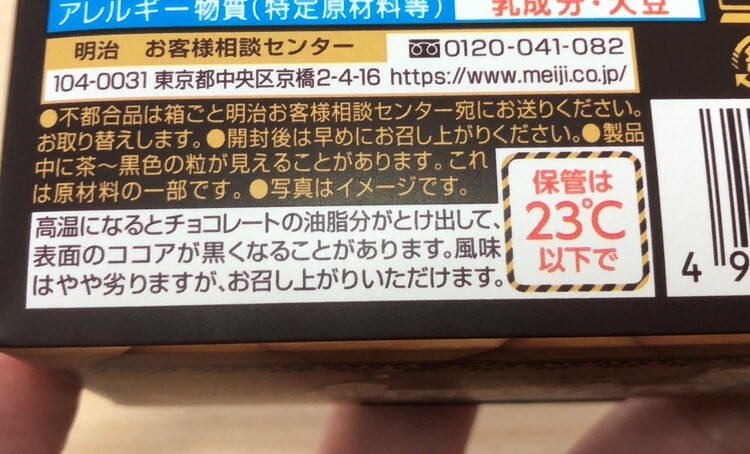 アレルギー物質(特定原材料等)
乳成分・大豆
明治 お客様相談センター
0120-041-082
104-0031 東京都中央区京橋2-4-16 https://www.meiji.co.jp/
●不都合品は箱ごと明治お客様相談センター宛にお送りください。
お取り替えします。●開封後は早めにお召し上がりください。●製品
中に茶〜黒色の粒が見えることがあります。これ
は原材料の一部です。●写真はイメージです。
高温になるとチョコレートの油脂分がとけ出して、
表面のココアが黒くなることがあります。風味
はやや劣りますが、お召し上がりいただけます。
保管は
23℃
以下で
4 9